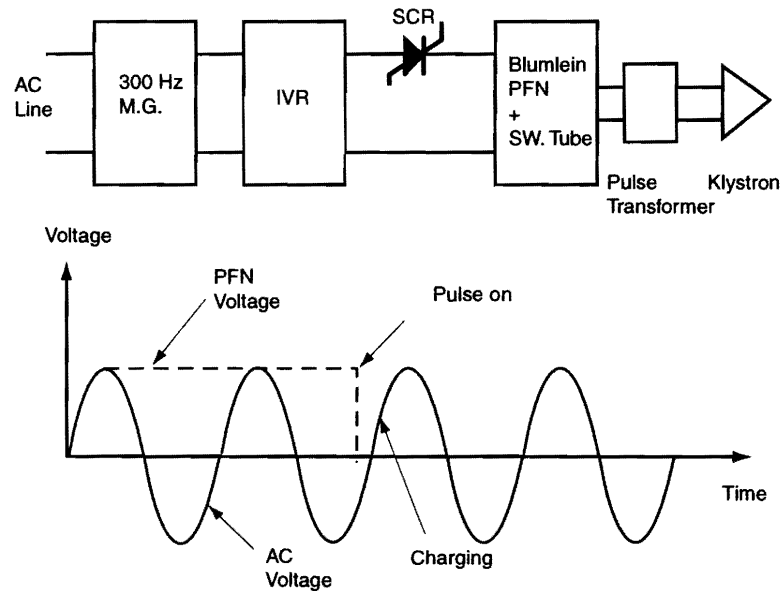 SCR
AC
Line
300 Hz
M.G.
IVR
Blumlein
PFN
+
SW. Tube
Pulse
Transformer
Klystron
Voltage
PFN
Voltage
Pulse on
Time
AC
Voltage
Charging